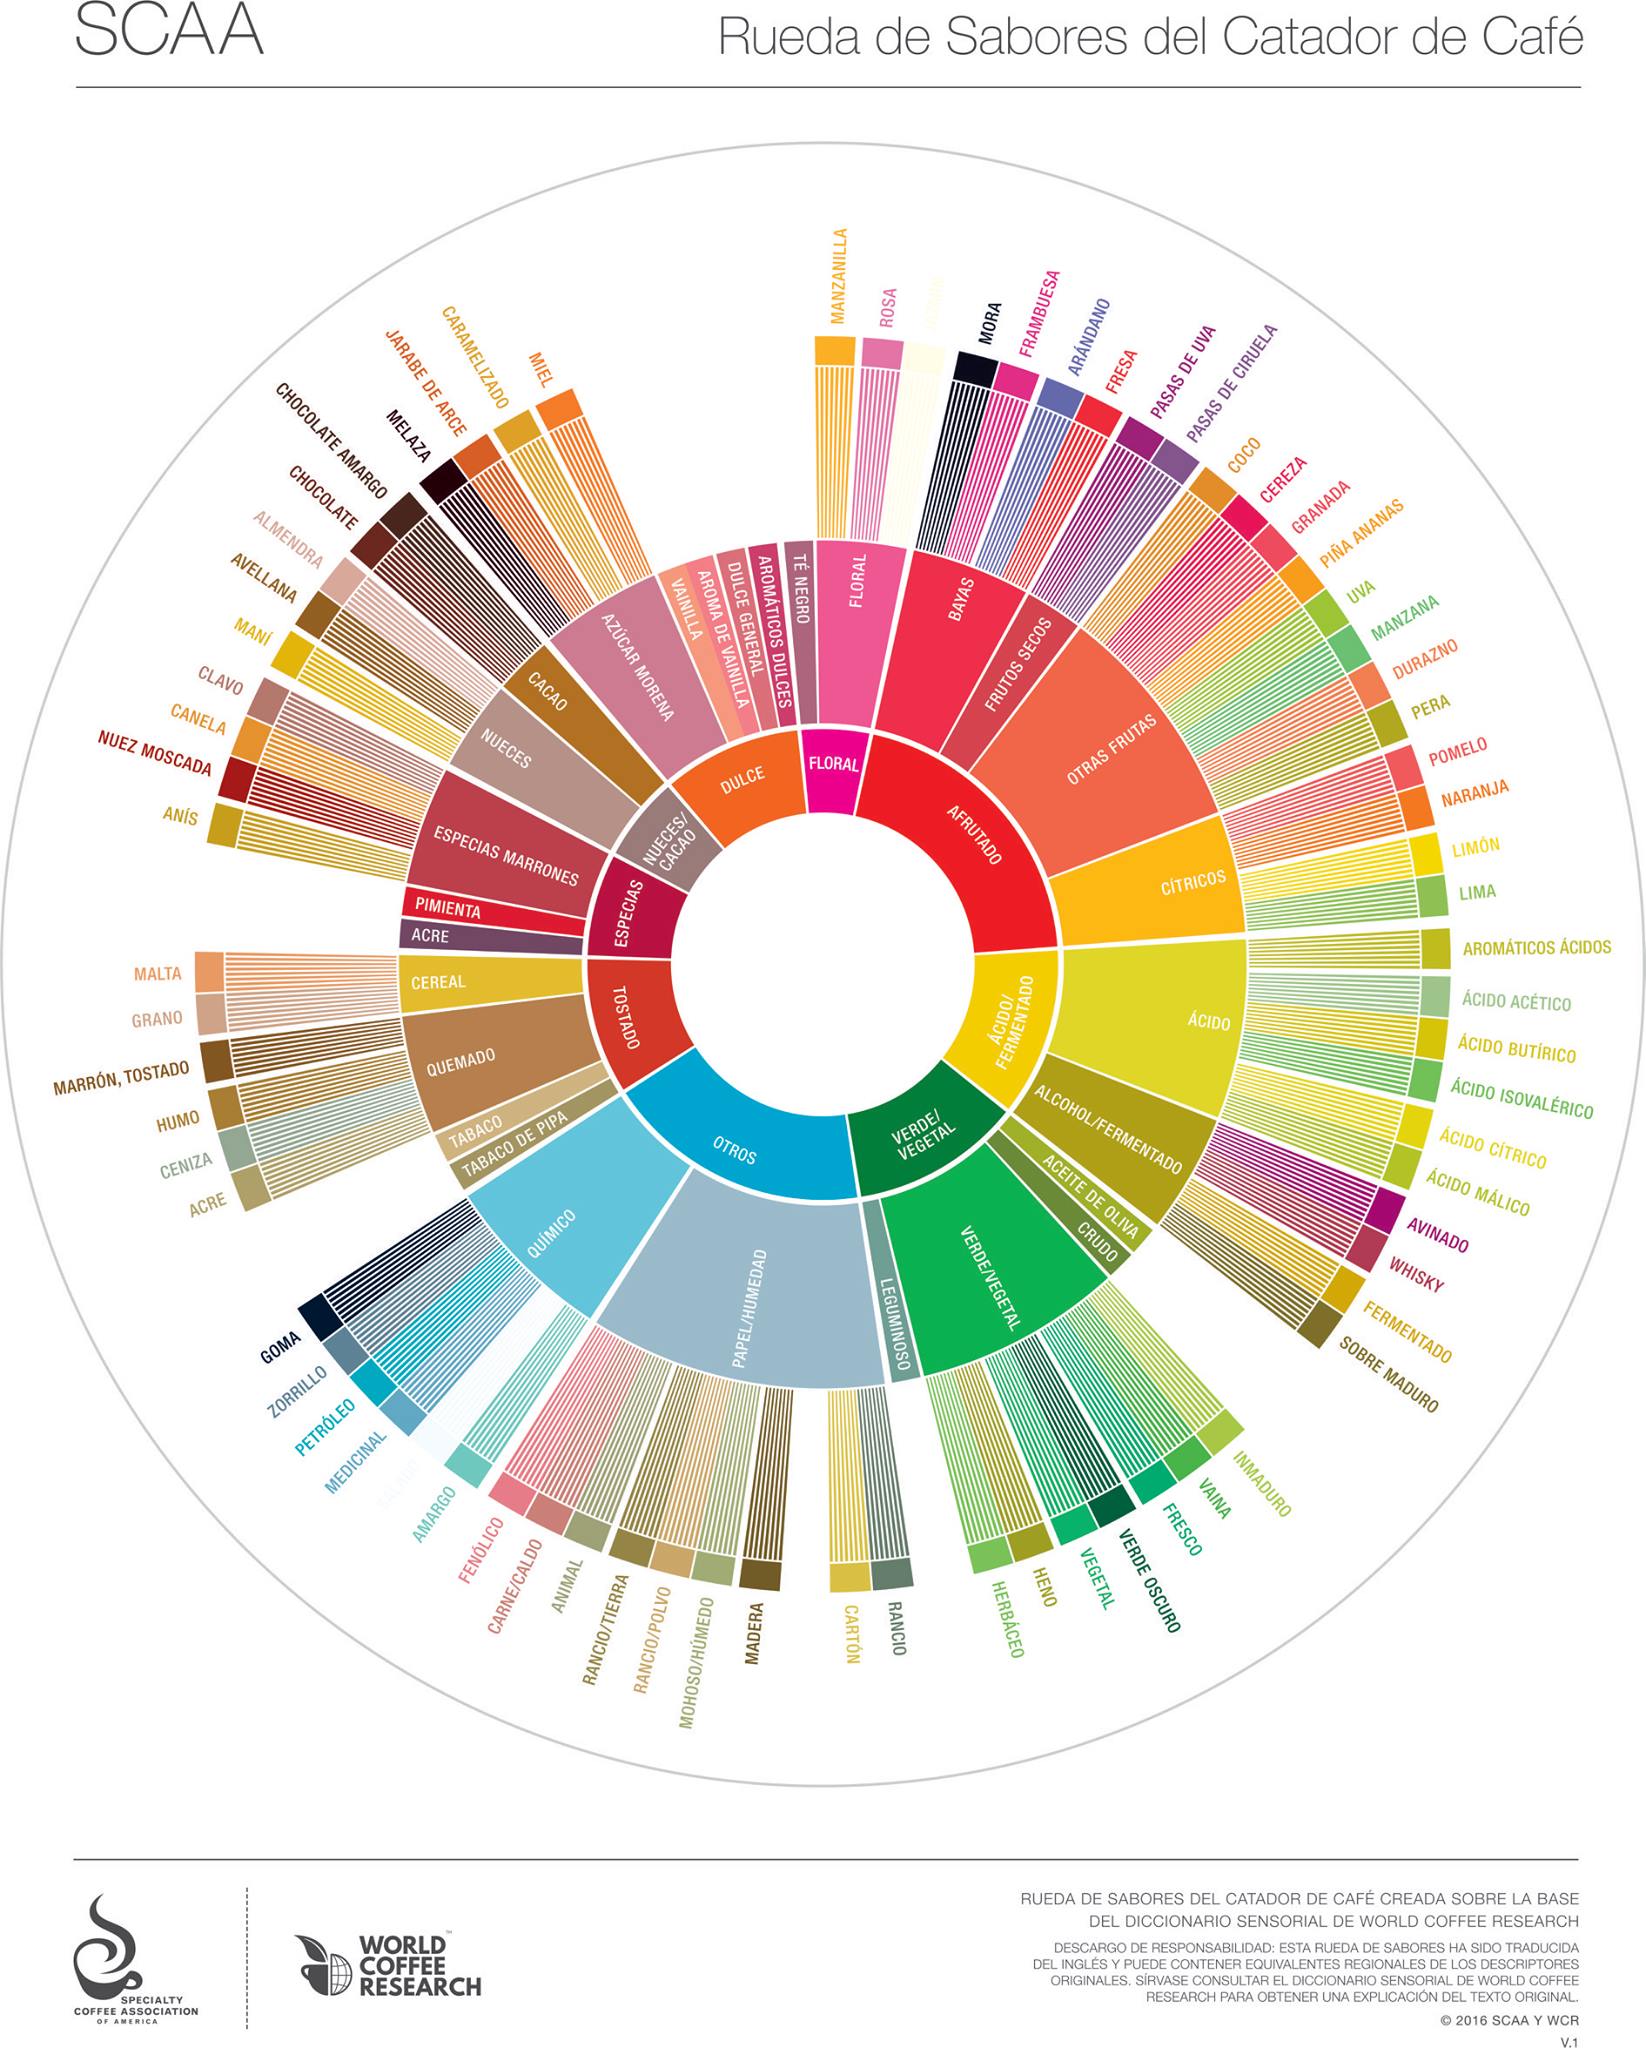 SCAA
Rueda de Sabores del Catador de Café
FLORAL
AFRUTADO
ÁCIDO/
FERMENTADO
VERDE/
VEGETAL
OTROS
TOSTADO
ESPECIAS
NUECES/
CACAO
DULCE
TÉ NEGRO
FLORAL
BAYAS
FRUTOS SECOS
OTRAS FRUTAS
CÍTRICOS
ÁCIDO
ALCOHOL/FERMENTADO
ACEITE DE OLIVA
CRUDO
VERDE/VEGETAL
LEGUMINOSO
PAPEL/HUMEDAD
QUÍMICO
TABACO DE PIPA
TABACO
QUEMADO
CEREAL
ACRE
PIMIENTA
ESPECIAS MARRONES
NUECES
CACAO
AZÚCAR MORENA
VAINILLA
AROMA DE VAINILLA
DULCE GENERAL
AROMÁTICOS DULCES
MANZANILLA
ROSA
MORA
FRAMBUESA
ARÁNDANO
FRESA
PASAS DE UVA
PASAS DE CIRUELA
COCO
CEREZA
GRANADA
PIÑA ANANAS
UVA
MANZANA
DURAZNO
PERA
POMELO
NARANJA
LIMÓN
LIMA
AROMÁTICOS ÁCIDOS
ÁCIDO ACÉTICO
ÁCIDO BUTÍRICO
ÁCIDO ISOVALÉRICO
ÁCIDO CÍTRICO
ÁCIDO MÁLICO
AVINADO
WHISKY
FERMENTADO
SOBRE MADURO
INMADURO
VAINA
FRESCO
VERDE OSCURO
VEGETAL
HENO
HERBÁCEO
RANCIO
CARTÓN
MADERA
MOHOSO/HÚMEDO
RANCIO/POLVO
RANCIO/TIERRA
ANIMAL
CARNE/CALDO
FENÓLICO
AMARGO
MEDICINAL
PETRÓLEO
ZORRILLO
GOMA
ACRE
CENIZA
HUMO
MARRÓN, TOSTADO
GRANO
MALTA
ANÍS
NUEZ MOSCADA
CANELA
CLAVO
MANÍ
AVELLANA
ALMENDRA
CHOCOLATE
CHOCOLATE AMARGO
MELAZA
JARABE DE ARCE
CARAMELIZADO
MIEL
SPECIALTY
COFFEE ASSOCIATION
OF AMERICA
WORLD
COFFEE
RESEARCH
™
RUEDA DE SABORES DEL CATADOR DE CAFÉ CREADA SOBRE LA BASE
DEL DICCIONARIO SENSORIAL DE WORLD COFFEE RESEARCH
DESCARGO DE RESPONSABILIDAD: ESTA RUEDA DE SABORES HA SIDO TRADUCIDA
DEL INGLÉS Y PUEDE CONTENER EQUIVALENTES REGIONALES DE LOS DESCRIPTORES
ORIGINALES. SÍRVASE CONSULTAR EL DICCIONARIO SENSORIAL DE WORLD COFFEE
RESEARCH PARA OBTENER UNA EXPLICACIÓN DEL TEXTO ORIGINAL.
© 2016 SCAA Y WCR
V.1